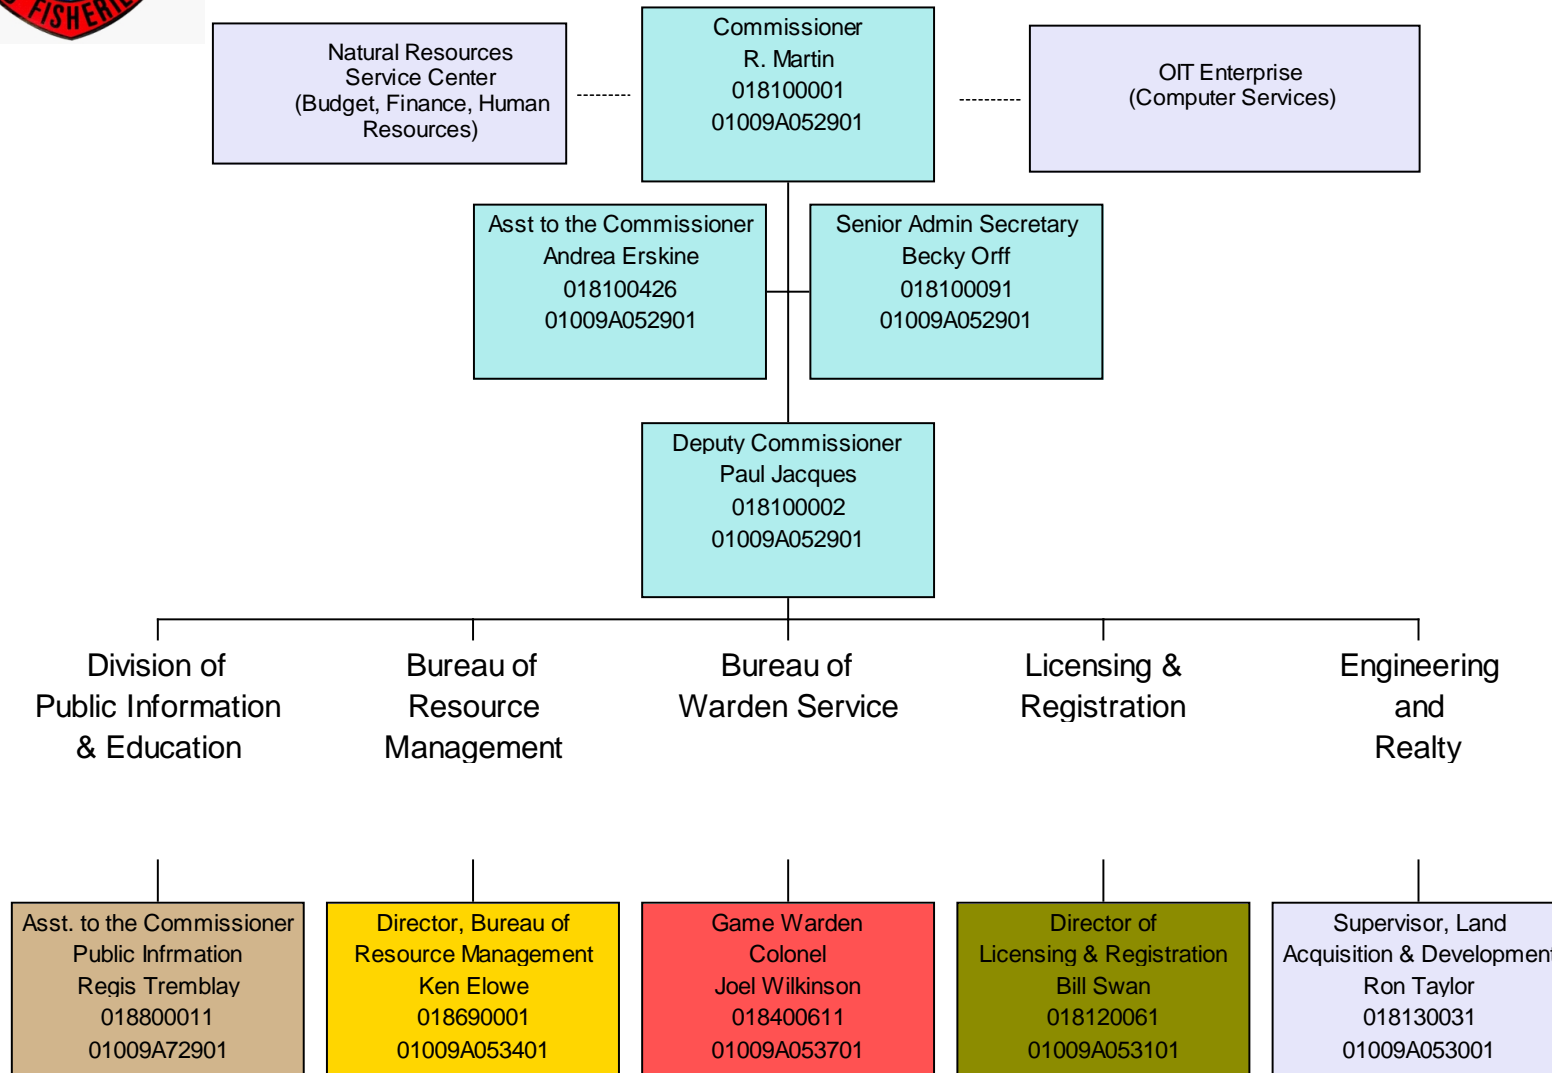 FISHERIE
Natural Resources
Service Center
(Budget, Finance, Human
Resources)
Commissioner
R. Martin
018100001
01009A052901
OIT Enterprise
(Computer Services)
Asst to the Commissioner
Andrea Erskine
018100426
01009A052901
Senior Admin Secretary
Becky Orff
018100091
01009A052901
Deputy Commissioner
Paul Jacques
018100002
01009A052901
Division of
Public Information
& Education
Bureau of
Resource
Management
Bureau of
Warden Service
Licensing &
Registration
Engineering
and
Realty
Asst. to the Commissioner
Public Infrmation
Regis Tremblay
018800011
01009A72901
Director, Bureau of
Resource Management
Ken Elowe
018690001
01009A053401
Game Warden
Colonel
Joel Wilkinson
018400611
01009A053701
Director of
Licensing & Registration
Bill Swan
018120061
01009A053101
Supervisor, Land
Acquisition & Development
Ron Taylor
018130031
01009A053001